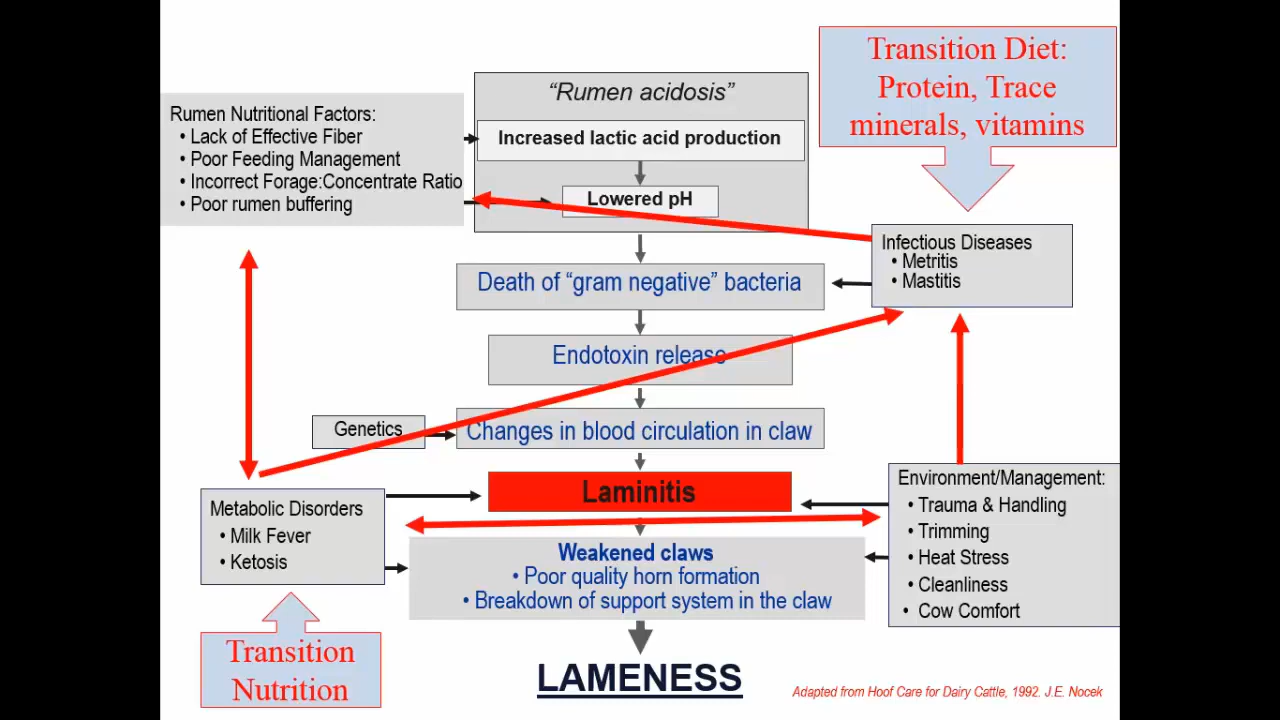 Transition Diet:
Protein, Trace
minerals, vitamins
Rumen Nutritional Factors:
• Lack of Effective Fiber
• Poor Feeding Management
• Incorrect Forage:Concentrate Ratio
• Poor rumen buffering
“Rumen acidosis”
Increased lactic acid production
Lowered pH
Infectious Diseases
• Metritis
• Mastitis
Death of “gram negative” bacteria
Endotoxin release
Genetics
Changes in blood circulation in claw
Laminitis
Metabolic Disorders
• Milk Fever
• Ketosis
Environment/Management:
• Trauma & Handling
• Trimming
• Heat Stress
• Cleanliness
• Cow Comfort
Weakened claws
• Poor quality horn formation
• Breakdown of support system in the claw
Transition
Nutrition
LAMENESS
Adapted from Hoof Care for Dairy Cattle, 1992. J.E. Nocek